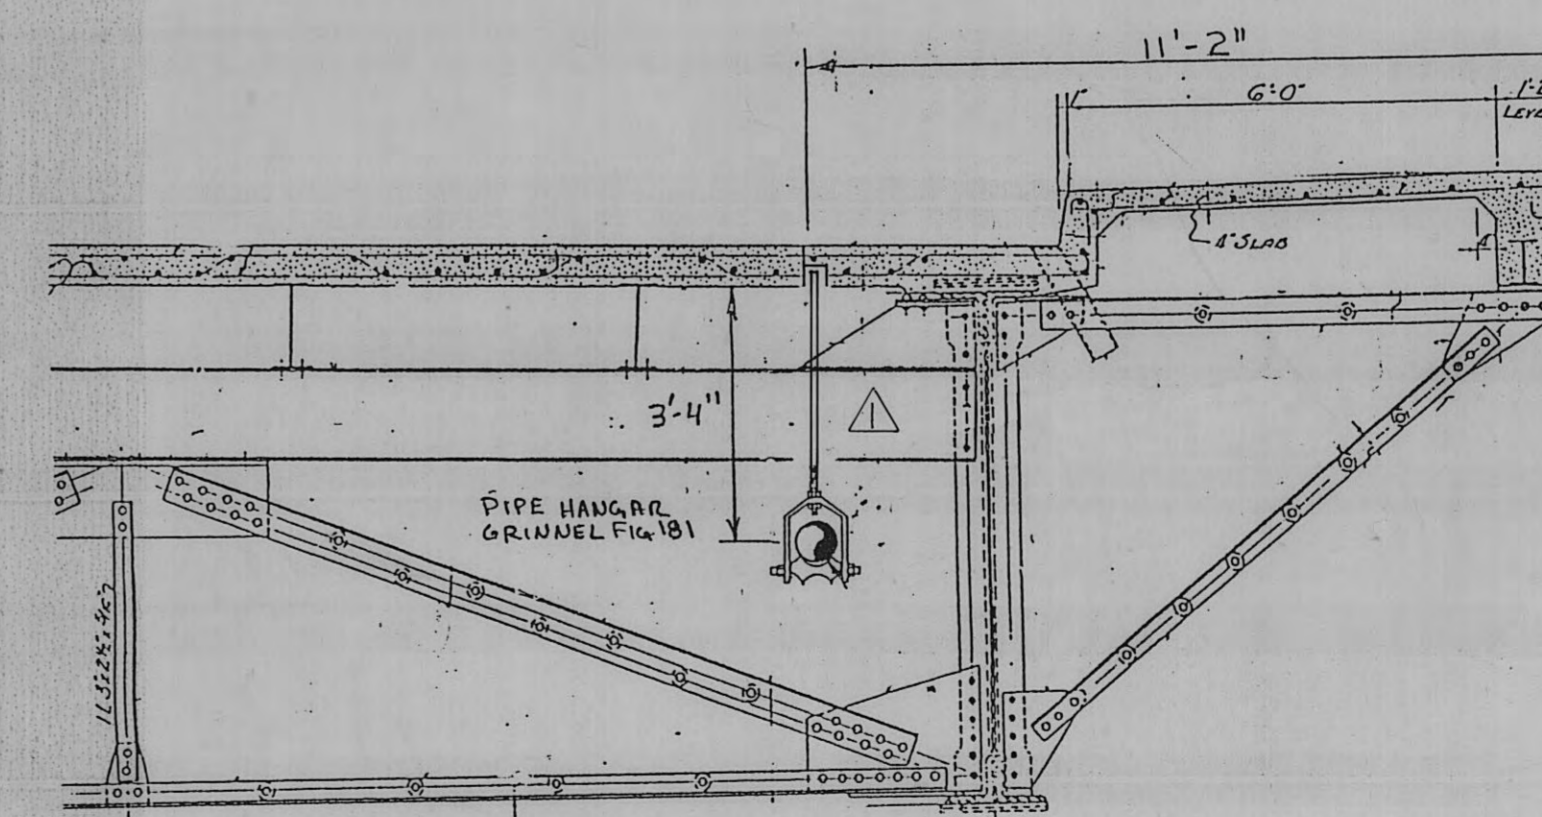 11'-2"
6'-0"
4" SLAB
3'-4"
1
PIPE HANGAR
GRINNEL FIG 181